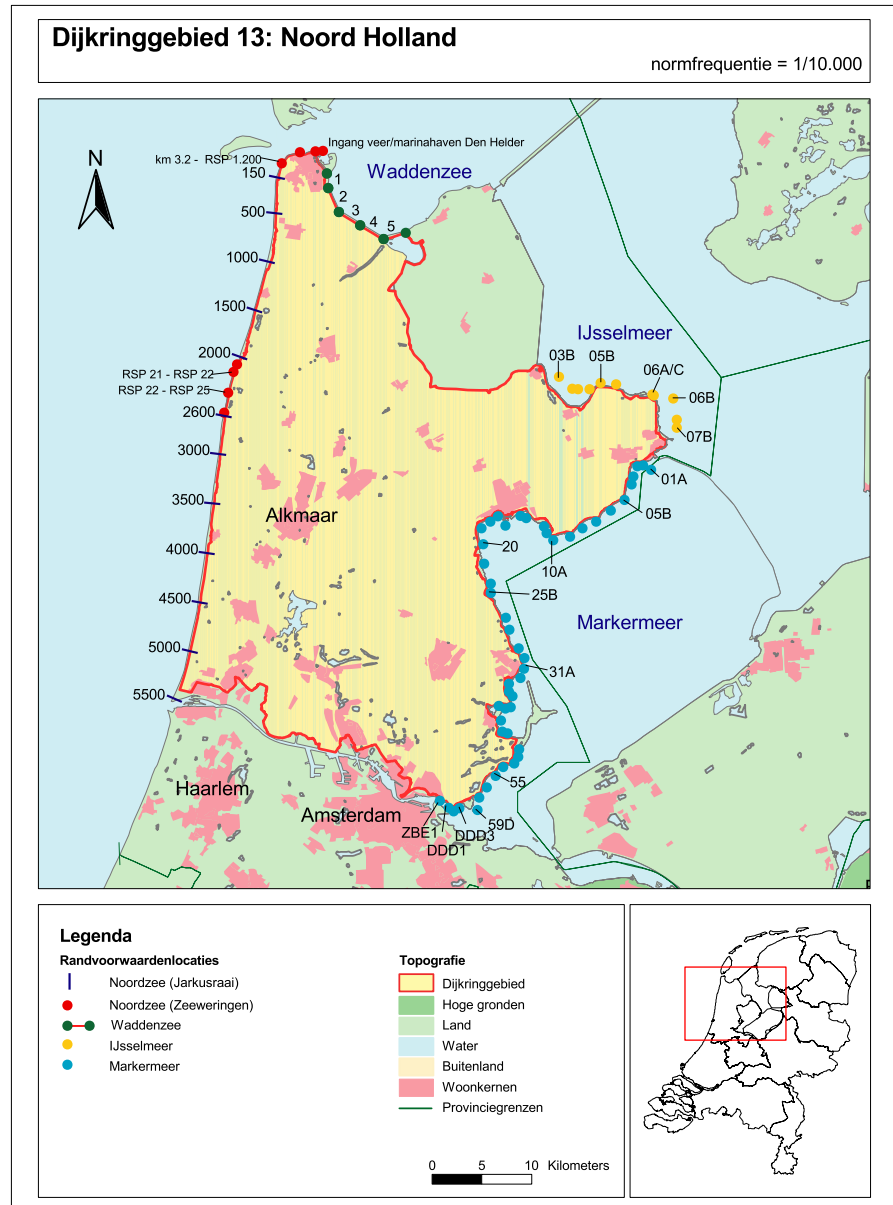 Dijkringgebied 13: Noord Holland
normfrequentie = 1/10.000
N
Ingang veer/marinahaven Den Helder
km 3.2 - RSP 1.200
Waddenzee
150
1
2
500
3
4
5
1000
1500
IJsselmeer
2000
03B
05B
RSP 21 - RSP 22
06A/C
RSP 22 - RSP 25
06B
2600
07B
3000
01A
3500
Alkmaar
05B
20
4000
10A
25B
4500
Markermeer
5000
31A
5500
55
Haarlem
Amsterdam
59D
ZBE1
DDD3
DDD1
Legenda
Randvoorwaardenlocaties
Noordzee (Jarkusraai)
Noordzee (Zeeweringen)
Waddenzee
IJsselmeer
Markermeer
Topografie
Dijkringgebied
Hoge gronden
Land
Water
Buitenland
Woonkernen
Provinciegrenzen
0 5 10 Kilometers